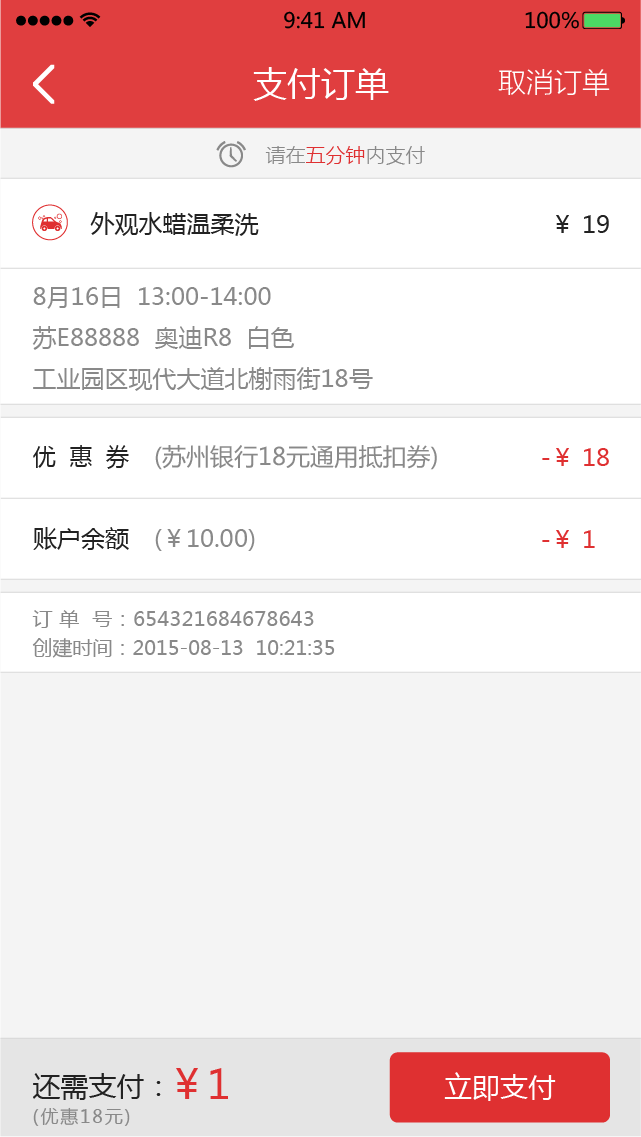 9:41 AM 100%
支付订单 取消订单
请在五分钟内支付
外观水蜡温柔洗 ¥ 19
8月16日 13:00-14:00
苏E88888 奥迪R8 白色
工业园区现代大道北榭雨街18号
优 惠 券 (苏州银行18元通用抵扣券) -¥ 18
账户余额 (¥10.00) -¥ 1
订 单 号：654321684678643
创建时间：2015-08-13 10:21:35
还需支付：¥1 立即支付
(优惠18元)